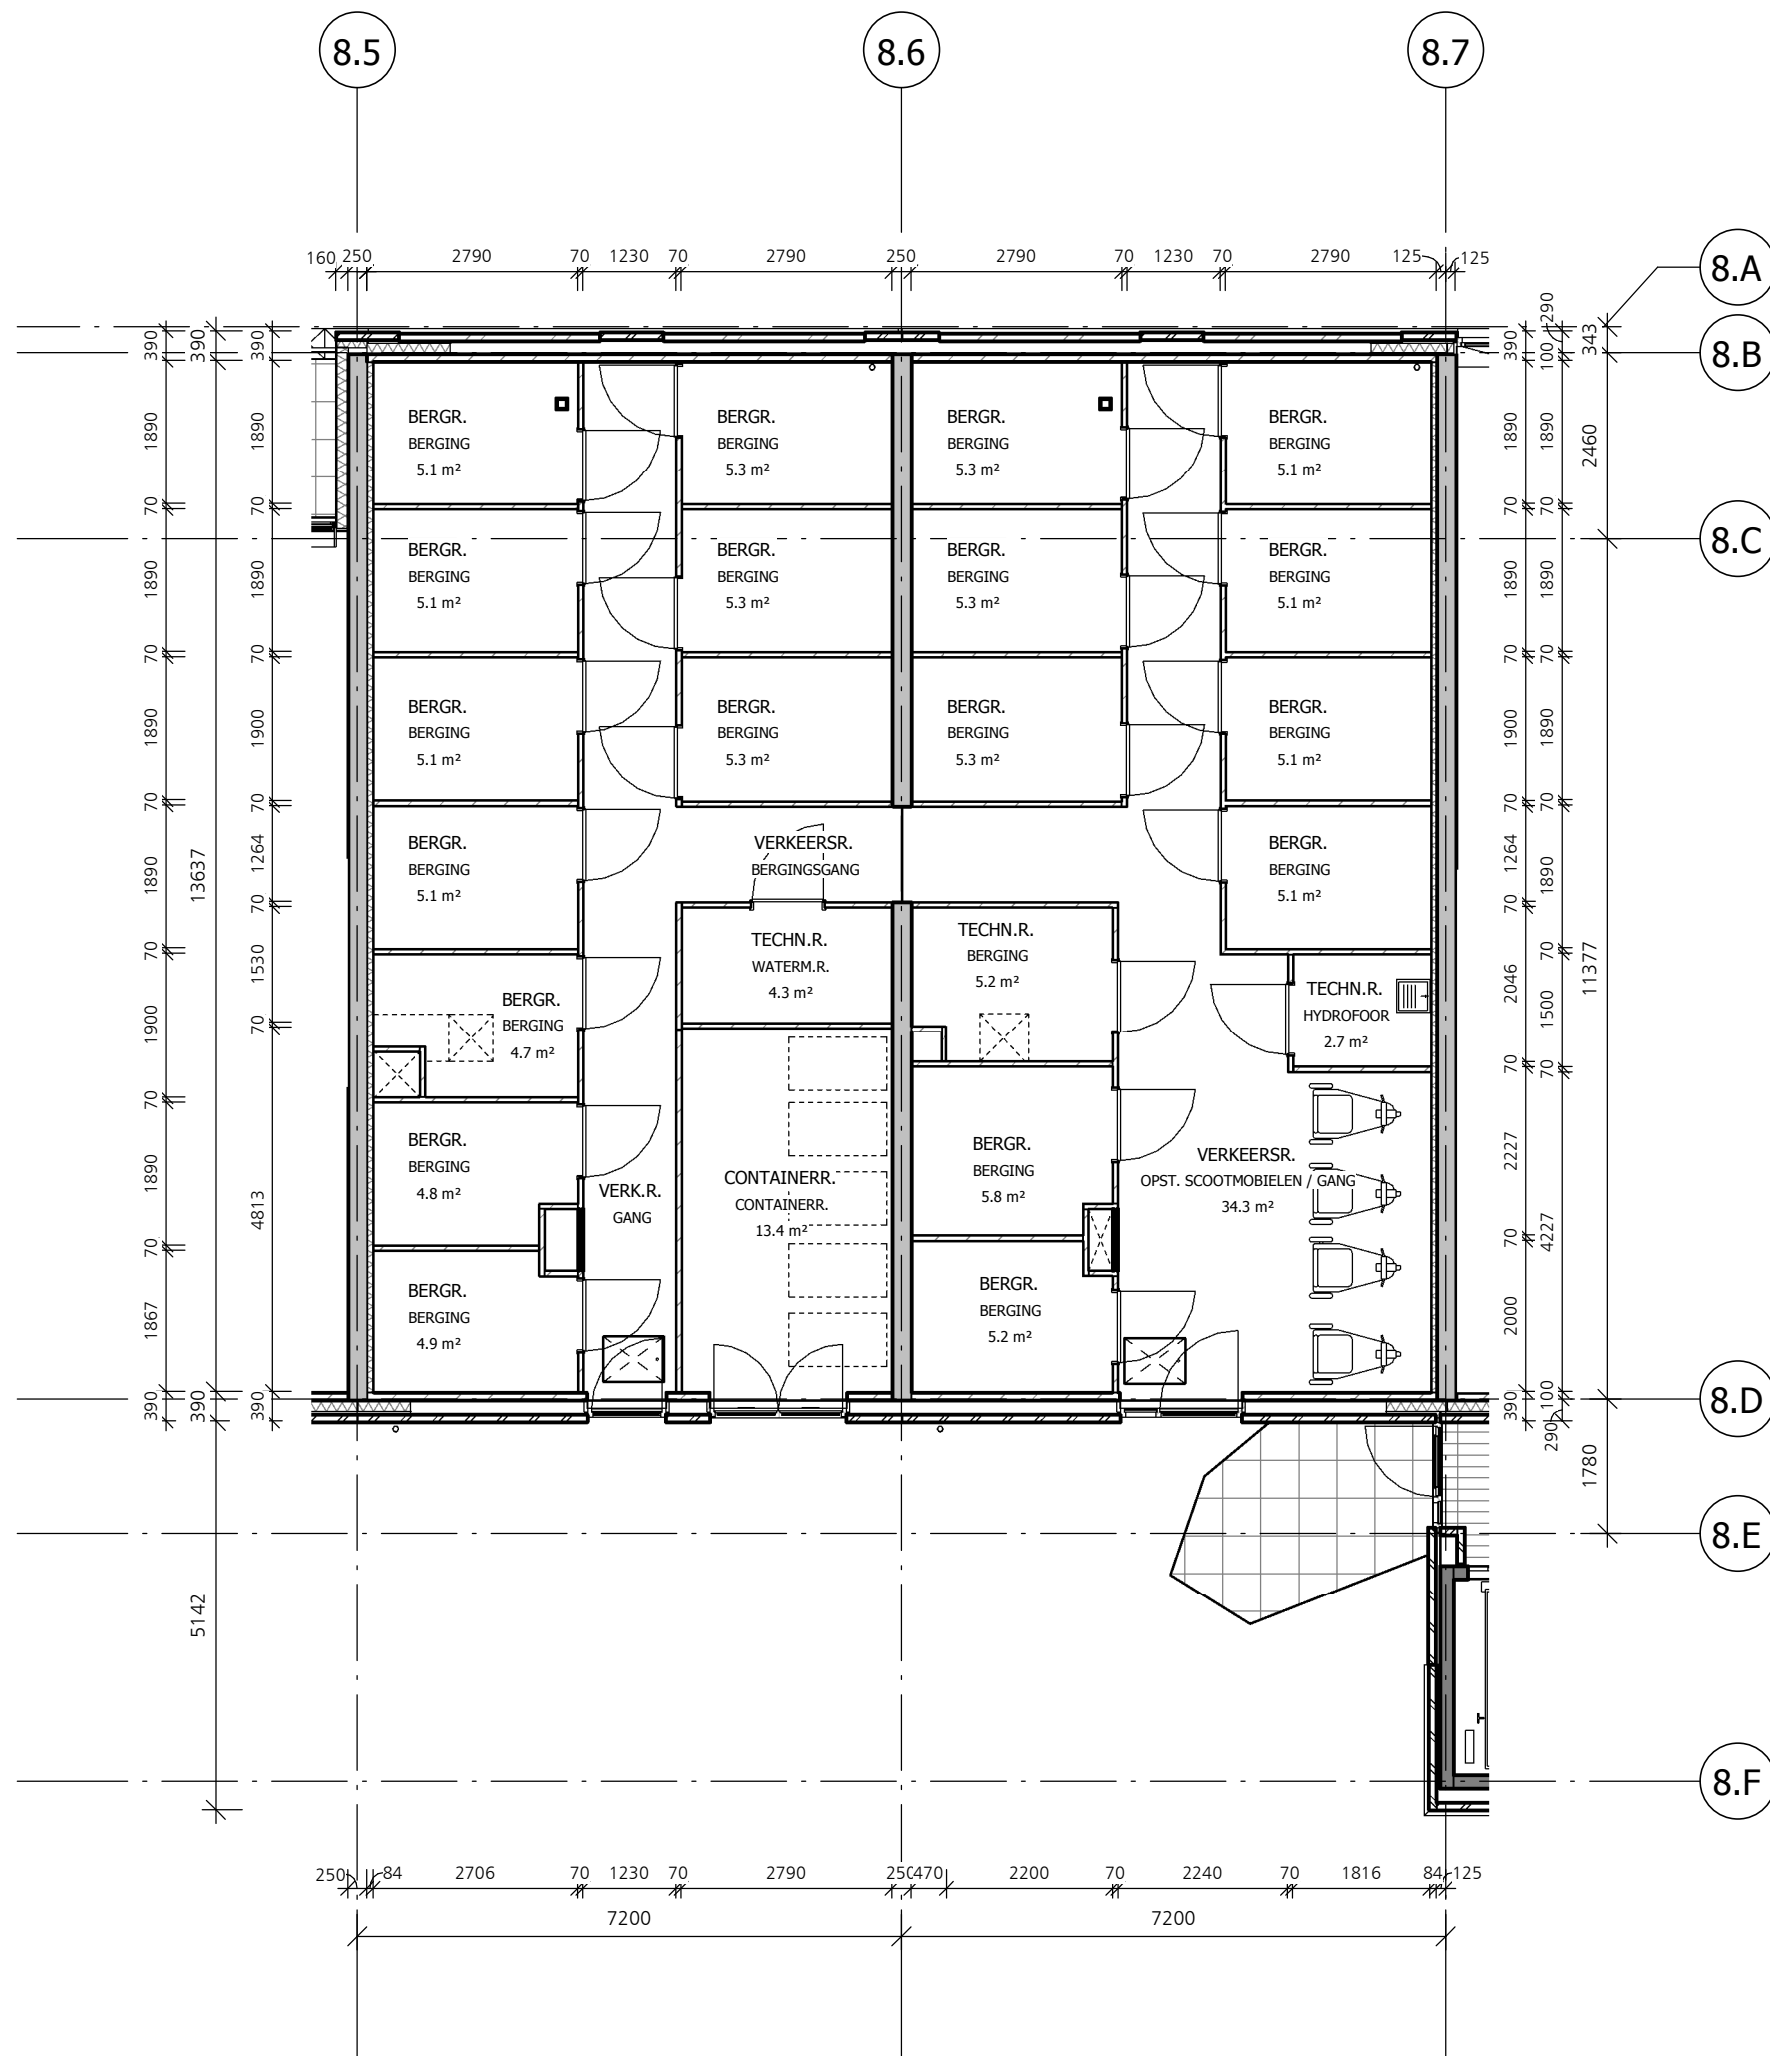 8.5
8.6
8.7
8.A
8.B
8.C
8.D
8.E
8.F
160 250 2790 70 1230 70 2790 250 2790 70 1230 70 2790 125 125
390 1890 70 1890 70 1890 70 1890 70 1900 70 1890 70 1867 390
390 13637 390 5142
390 1890 70 1890 70 1900 70 1264 70 1530 70 4813 390
BERGR.
BERGING
5.1 m²
BERGR.
BERGING
5.3 m²
BERGR.
BERGING
5.3 m²
BERGR.
BERGING
5.1 m²
BERGR.
BERGING
5.1 m²
BERGR.
BERGING
5.3 m²
BERGR.
BERGING
5.3 m²
BERGR.
BERGING
5.1 m²
BERGR.
BERGING
5.1 m²
BERGR.
BERGING
5.3 m²
BERGR.
BERGING
5.3 m²
BERGR.
BERGING
5.1 m²
BERGR.
BERGING
5.1 m²
VERKEERSR.
BERGINGSGANG
BERGR.
BERGING
5.1 m²
BERGR.
BERGING
4.7 m²
TECHN.R.
WATERM.R.
4.3 m²
TECHN.R.
BERGING
5.2 m²
TECHN.R.
HYDROFOOR
2.7 m²
BERGR.
BERGING
4.8 m²
VERK.R.
GANG
CONTAINERR.
CONTAINERR.
13.4 m²
BERGR.
BERGING
5.8 m²
VERKEERSR.
OPST. SCOOTMOBIELEN / GANG
34.3 m²
BERGR.
BERGING
4.9 m²
BERGR.
BERGING
5.2 m²
390 1890 70 1890 70 1900 70 1264 70 2046 70 2227 70 2000 390
290 100 1890 70 1890 70 1890 70 1890 70 1500 70 4227 100 290
343 2460 11377 1780
250 84 2706 70 1230 70 2790 250 470 2200 70 2240 70 1816 84 125
7200 7200